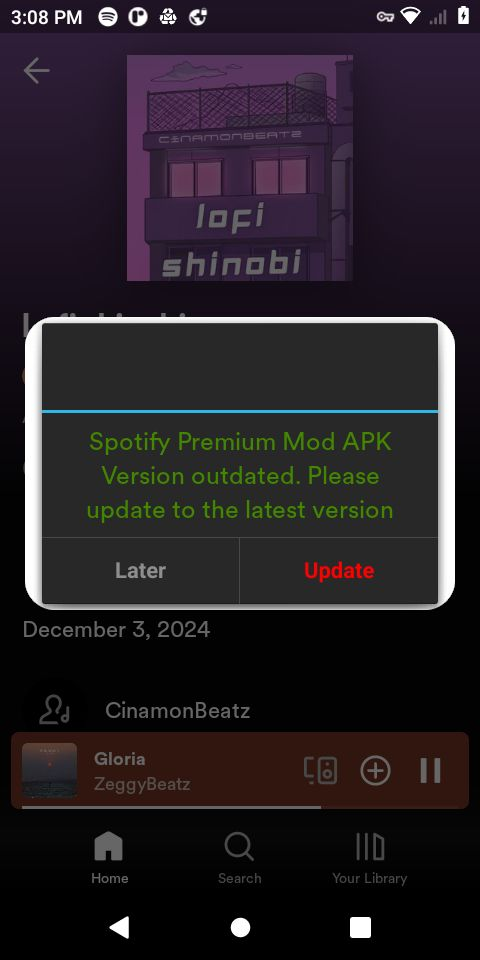 3:08 PM
CINAMONBEATZ
lofi
shinobi
Spotify Premium Mod APK
Version outdated. Please
update to the latest version
Later
Update
December 3, 2024
CinamonBeatz
Gloria
ZeggyBeatz
Home
Search
Your Library